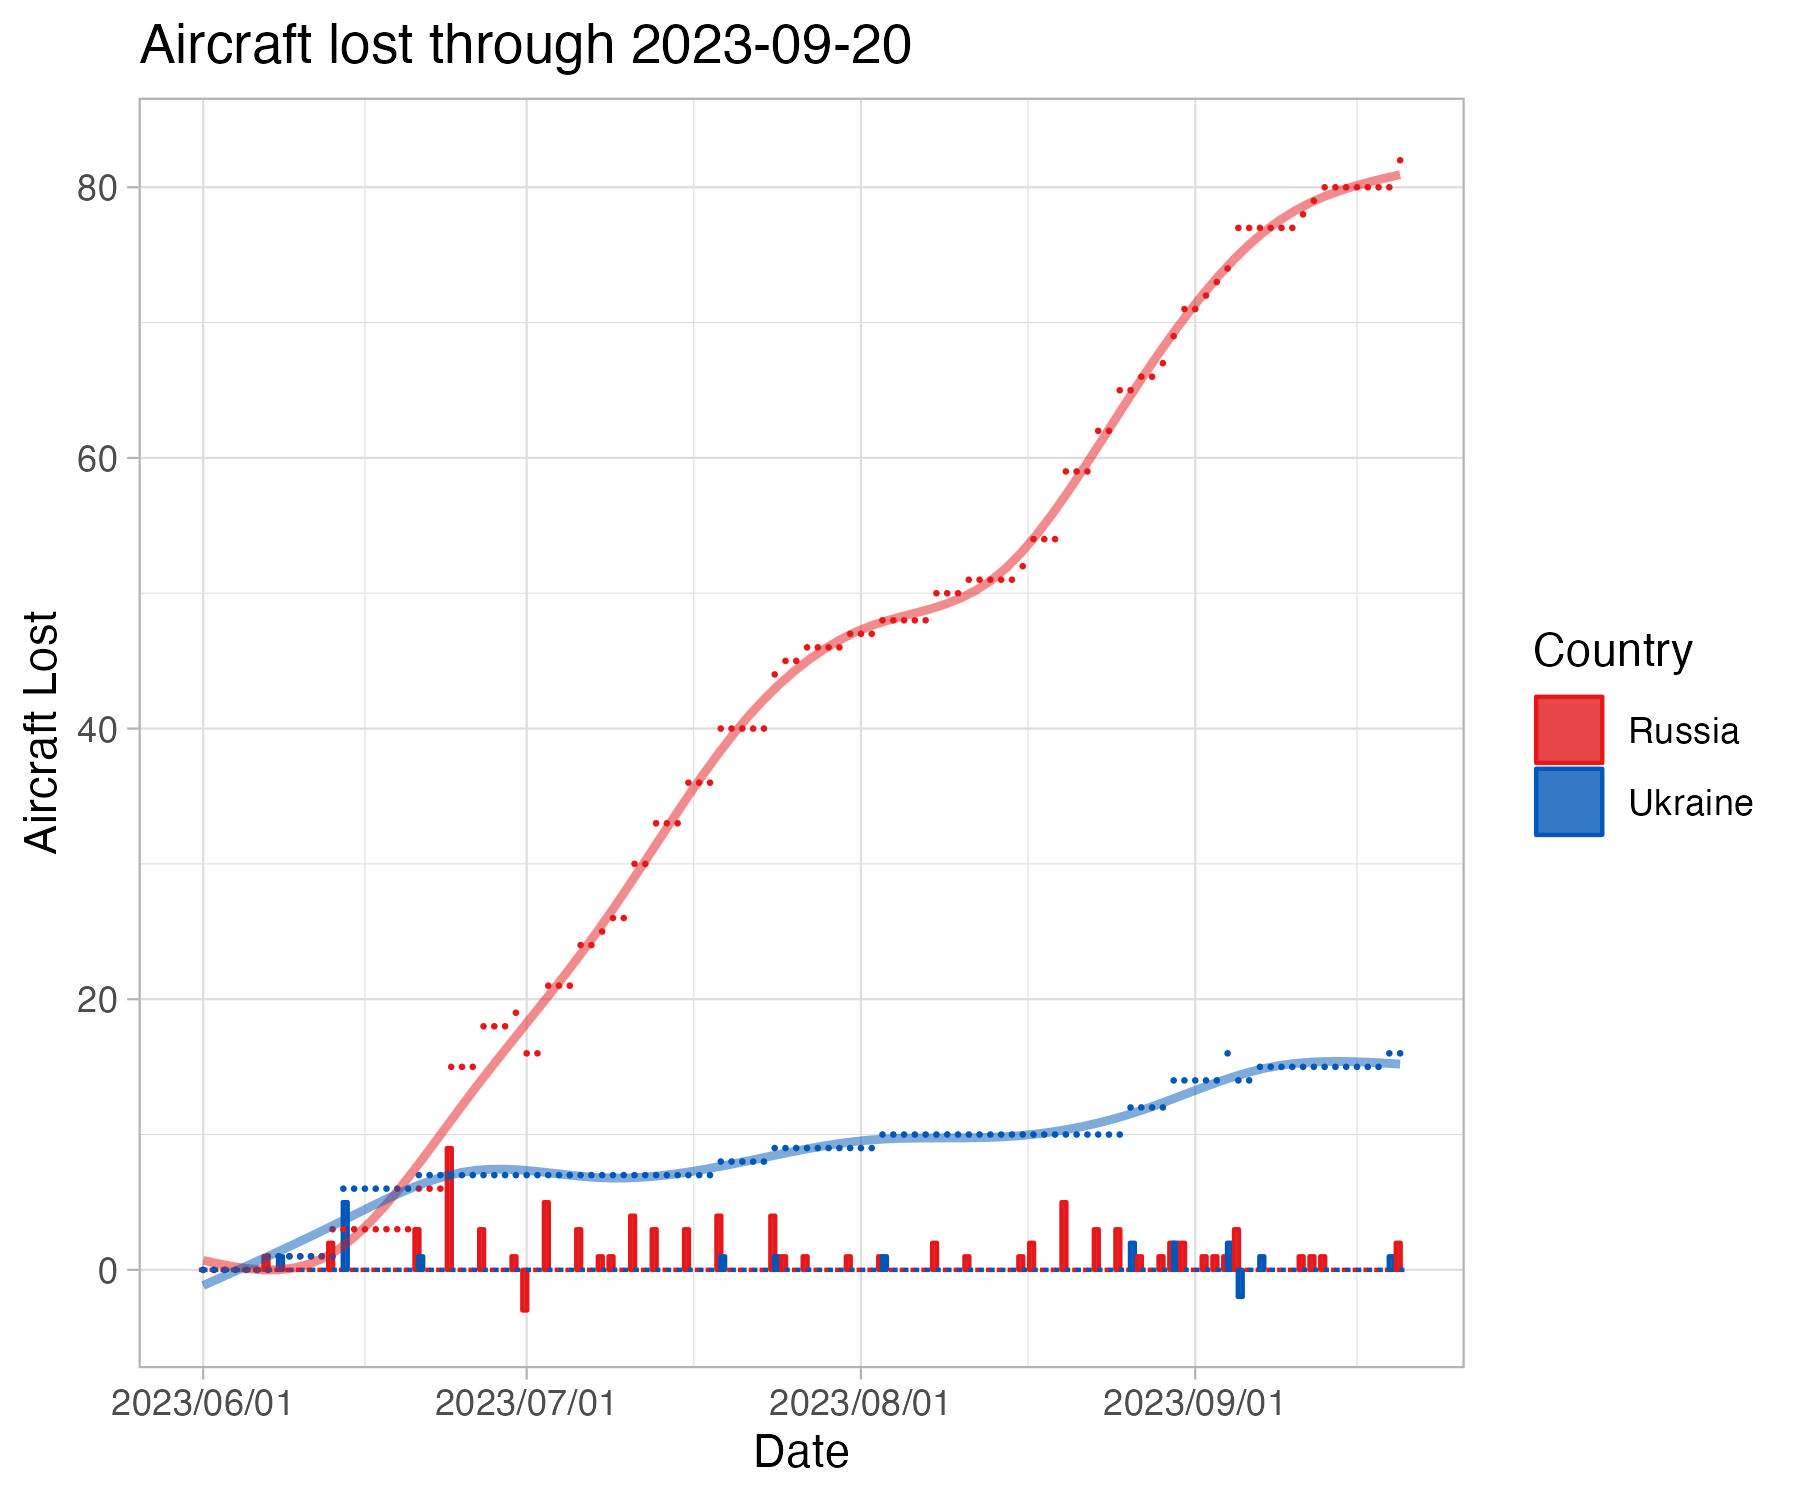 Aircraft lost through 2023-09-20
Aircraft Lost
80
60
40
20
0
2023/06/01
2023/07/01
2023/08/01
2023/09/01
Date
Country
Russia
Ukraine